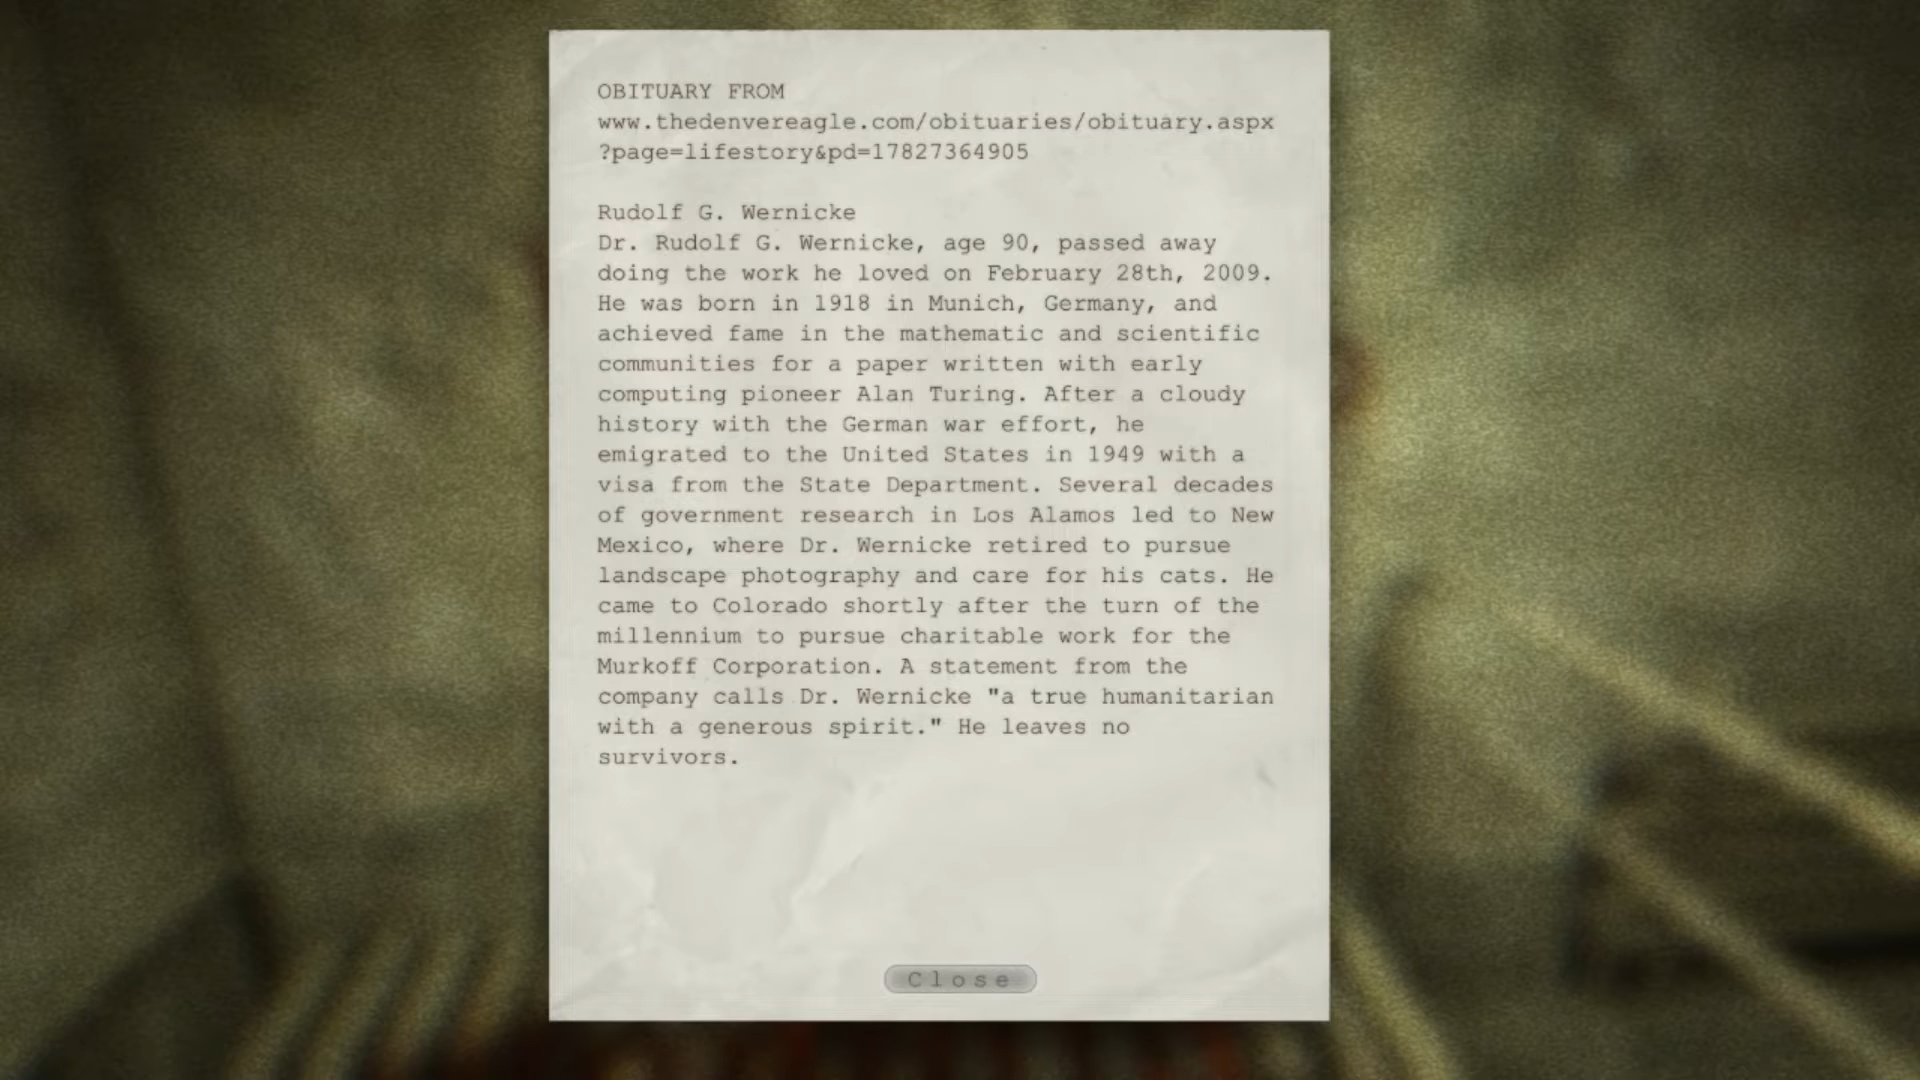 OBITUARY FROM
www.thedenvereagle.com/obituaries/obituary.aspx
?page=lifestory&pd=17827364905
Rudolf G. Wernicke
Dr. Rudolf G. Wernicke, age 90, passed away
doing the work he loved on February 28th, 2009.
He was born in 1918 in Munich, Germany, and
achieved fame in the mathematic and scientific
communities for a paper written with early
computing pioneer Alan Turing. After a cloudy
history with the German war effort, he
emigrated to the United States in 1949 with a
visa from the State Department. Several decades
of government research in Los Alamos led to New
Mexico, where Dr. Wernicke retired to pursue
landscape photography and care for his cats. He
came to Colorado shortly after the turn of the
millennium to pursue charitable work for the
Murkoff Corporation. A statement from the
company calls Dr. Wernicke "a true humanitarian
with a generous spirit." He leaves no
survivors.
Close